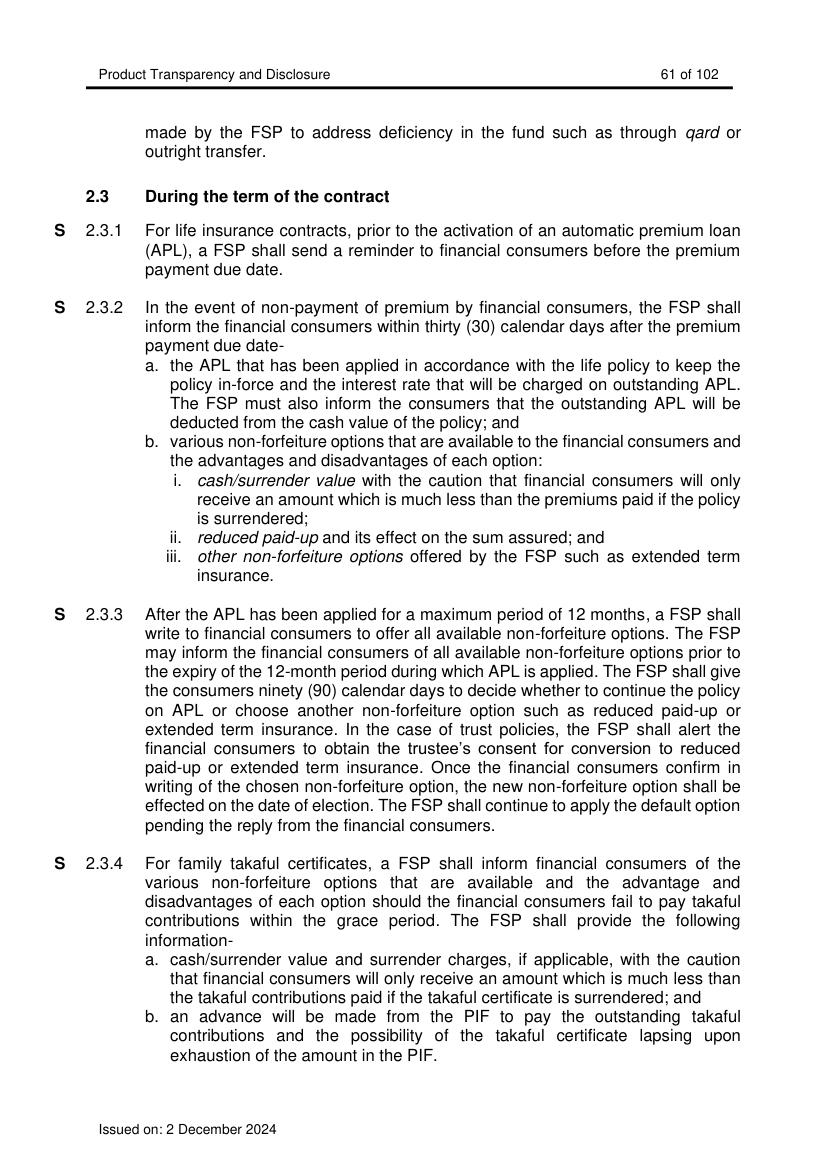 Product Transparency and Disclosure 61 of 102
made by the FSP to address deficiency in the fund such as through qard or
outright transfer.
2.3 During the term of the contract
S 2.3.1 For life insurance contracts, prior to the activation of an automatic premium loan
(APL), a FSP shall send a reminder to financial consumers before the premium
payment due date.
S 2.3.2 In the event of non-payment of premium by financial consumers, the FSP shall
inform the financial consumers within thirty (30) calendar days after the premium
payment due date-
a. the APL that has been applied in accordance with the life policy to keep the
policy in-force and the interest rate that will be charged on outstanding APL.
The FSP must also inform the consumers that the outstanding APL will be
deducted from the cash value of the policy; and
b. various non-forfeiture options that are available to the financial consumers and
the advantages and disadvantages of each option:
i. cash/surrender value with the caution that financial consumers will only
receive an amount which is much less than the premiums paid if the policy
is surrendered;
ii. reduced paid-up and its effect on the sum assured; and
iii. other non-forfeiture options offered by the FSP such as extended term
insurance.
S 2.3.3 After the APL has been applied for a maximum period of 12 months, a FSP shall
write to financial consumers to offer all available non-forfeiture options. The FSP
may inform the financial consumers of all available non-forfeiture options prior to
the expiry of the 12-month period during which APL is applied. The FSP shall give
the consumers ninety (90) calendar days to decide whether to continue the policy
on APL or choose another non-forfeiture option such as reduced paid-up or
extended term insurance. In the case of trust policies, the FSP shall alert the
financial consumers to obtain the trustee’s consent for conversion to reduced
paid-up or extended term insurance. Once the financial consumers confirm in
writing of the chosen non-forfeiture option, the new non-forfeiture option shall be
effected on the date of election. The FSP shall continue to apply the default option
pending the reply from the financial consumers.
S 2.3.4 For family takaful certificates, a FSP shall inform financial consumers of the
various non-forfeiture options that are available and the advantage and
disadvantages of each option should the financial consumers fail to pay takaful
contributions within the grace period. The FSP shall provide the following
information-
a. cash/surrender value and surrender charges, if applicable, with the caution
that financial consumers will only receive an amount which is much less than
the takaful contributions paid if the takaful certificate is surrendered; and
b. an advance will be made from the PIF to pay the outstanding takaful
contributions and the possibility of the takaful certificate lapsing upon
exhaustion of the amount in the PIF.
Issued on: 2 December 2024